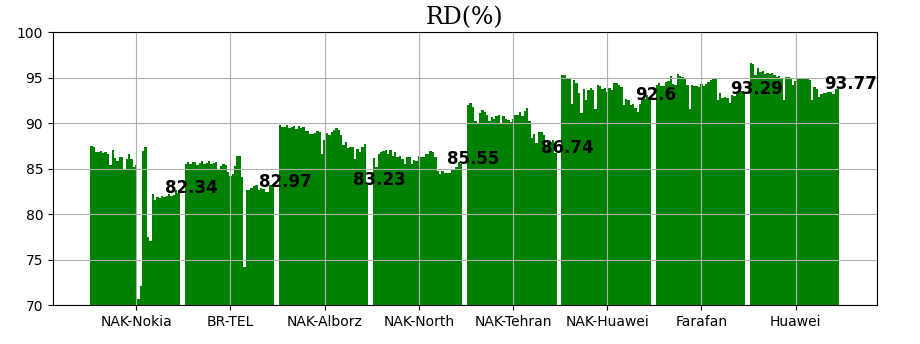 RD(%)
100
95
90
85
80
75
70
82.34
82.97
83.23
85.55
86.74
92.6
93.29
93.77
NAK-Nokia
BR-TEL
NAK-Alborz
NAK-North
NAK-Tehran
NAK-Huawei
Farafan
Huawei